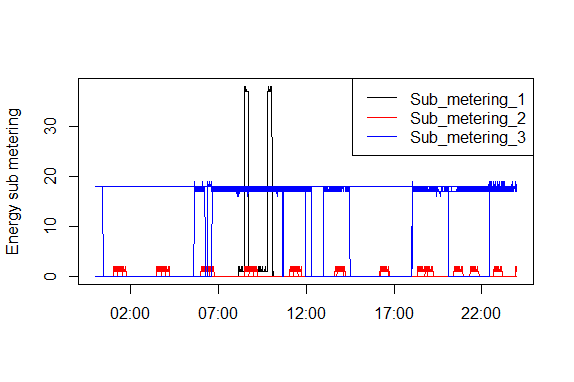 Energy sub metering
30
20
10
0
Sub_metering_1
Sub_metering_2
Sub_metering_3
02:00 07:00 12:00 17:00 22:00